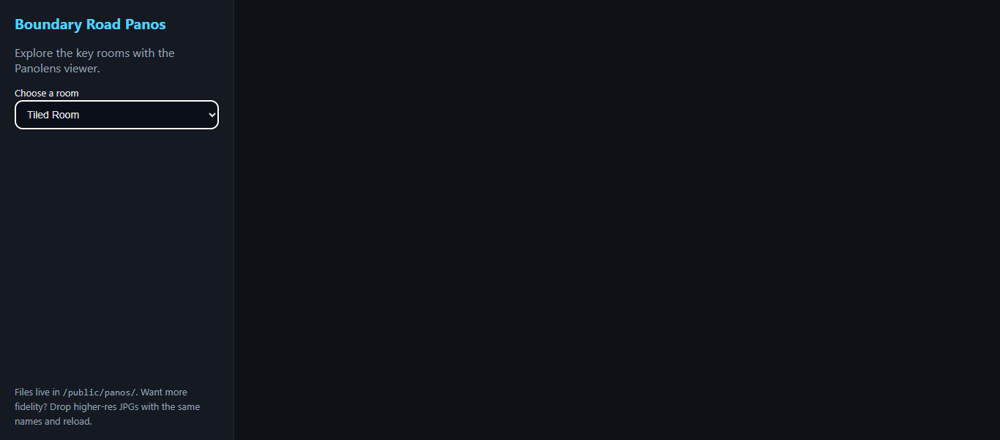 Boundary Road Panos
Explore the key rooms with the
Panolens viewer.
Choose a room
Tiled Room
Files live in /public/panos/. Want more
fidelity? Drop higher-res JPGs with the same
names and reload.